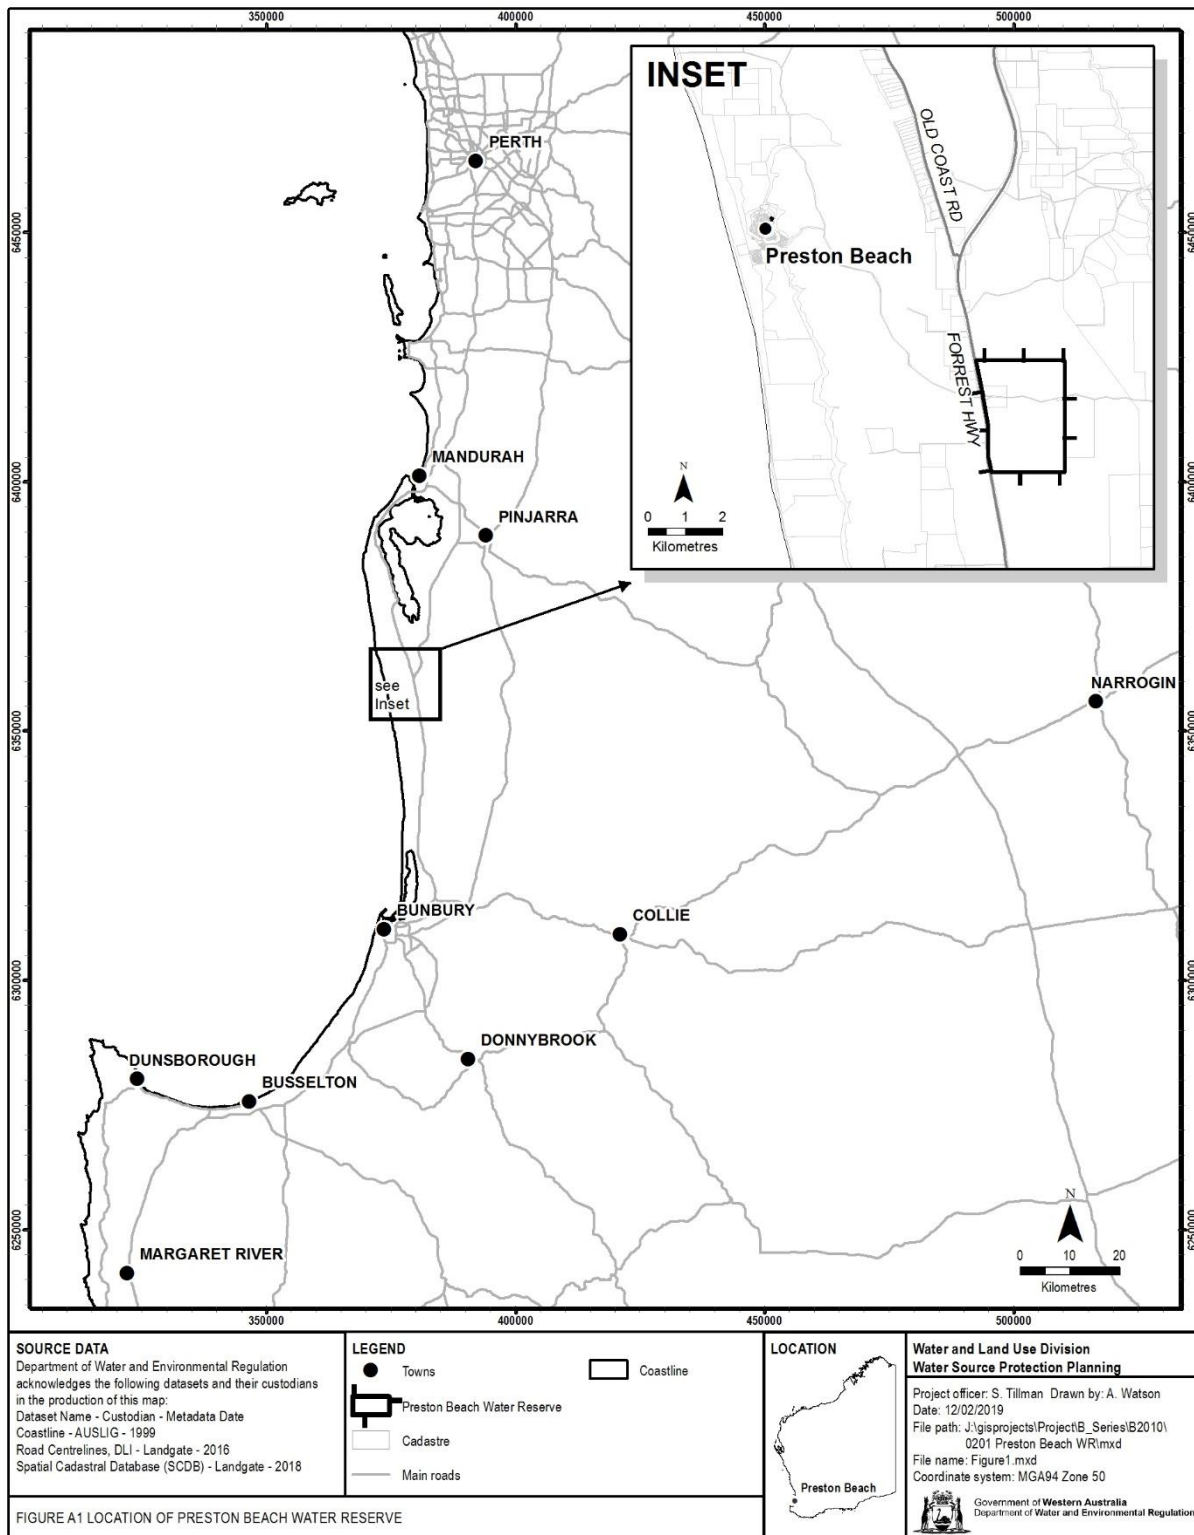 350000
400000
450000
500000
INSET
OLD COAST RD
Preston Beach
FORREST HWY
N
0 1 2
Kilometres
PERTH
6450000
6450000
MANDURAH
6400000
6400000
PINJARRA
see
Inset
NARROGIN
6350000
6350000
BUNBURY
COLLIE
6300000
6300000
DONNYBROOK
DUNSBOROUGH
BUSSELTON
MARGARET RIVER
6250000
6250000
N
0 10 20
Kilometres
350000
400000
450000
500000
SOURCE DATA
Department of Water and Environmental Regulation
acknowledges the following datasets and their custodians
in the production of this map:
Dataset Name - Custodian - Metadata Date
Coastline - AUSLIG - 1999
Road Centrelines, DLI - Landgate - 2016
Spatial Cadastral Database (SCDB) - Landgate - 2018
LEGEND
Towns
Coastline
Preston Beach Water Reserve
Cadastre
Main roads
LOCATION
Preston Beach
Water and Land Use Division
Water Source Protection Planning
Project officer: S. Tillman Drawn by: A. Watson
Date: 12/02/2019
File path: J:\gisprojects\Project\B_Series\B2010\
0201 Preston Beach WR\mxd
File name: Figure1.mxd
Coordinate system: MGA94 Zone 50
Government of Western Australia
Department of Water and Environmental Regulation
FIGURE A1 LOCATION OF PRESTON BEACH WATER RESERVE